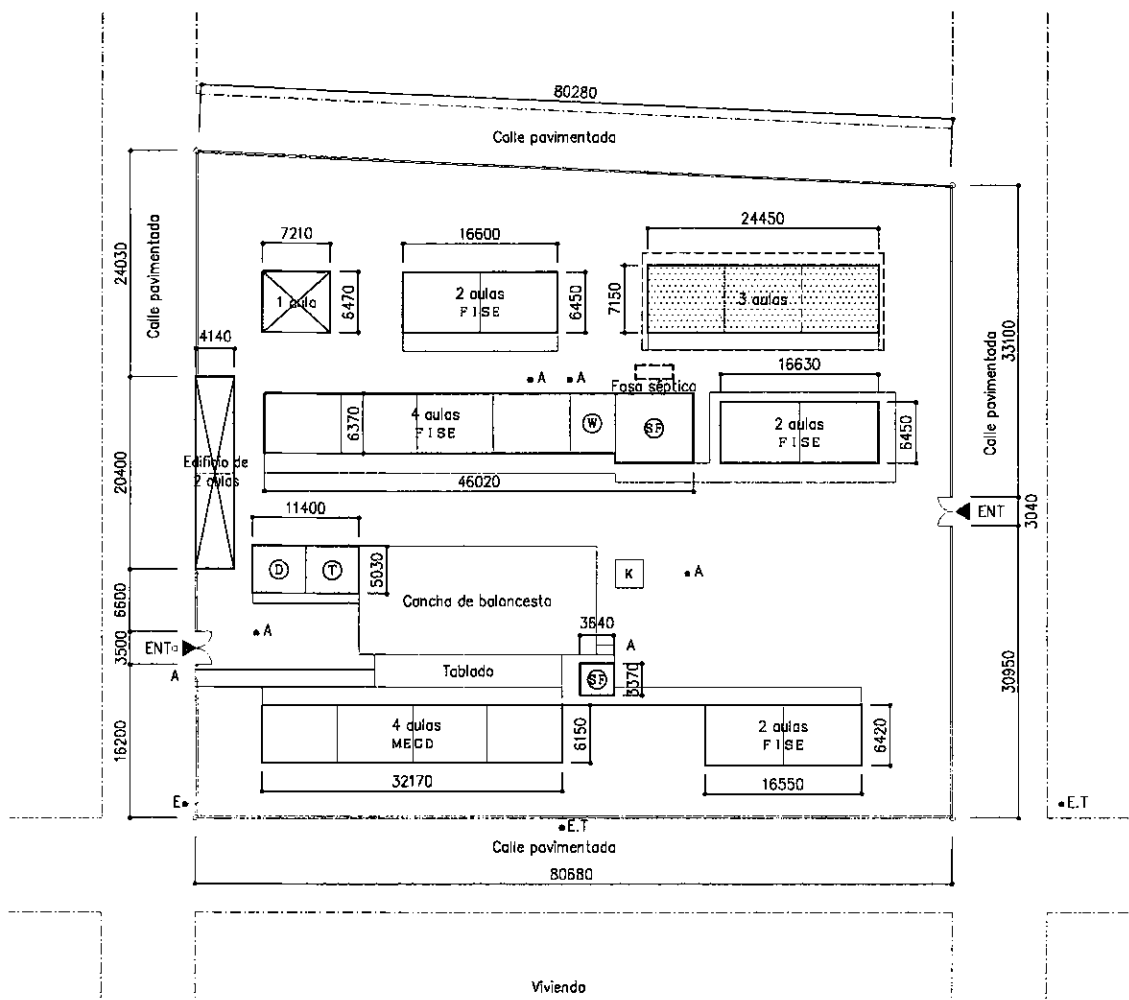 80280
Calle pavimentada
24450
7210
16600
24030
Calle pavimentada
1 aula
6470
2 aulas
FISE
6450
7150
3 aulas
33100
Calle pavimentada
4140
16630
A
A
Fosa séptica
6370
4 aulas
FISE
W
SF
2 aulas
FISE
6450
20400
Edificio de
2 aulas
46020
11400
ENT
3040
D
T
5030
K
A
Cancha de baloncesto
6600
3640
A
A
3500
ENT
A
Tablado
SF
3370
30950
16200
4 aulas
MECD
6150
2 aulas
FISE
6420
32170
16550
E
E.T
E.T
Calle pavimentada
80680
Vivienda